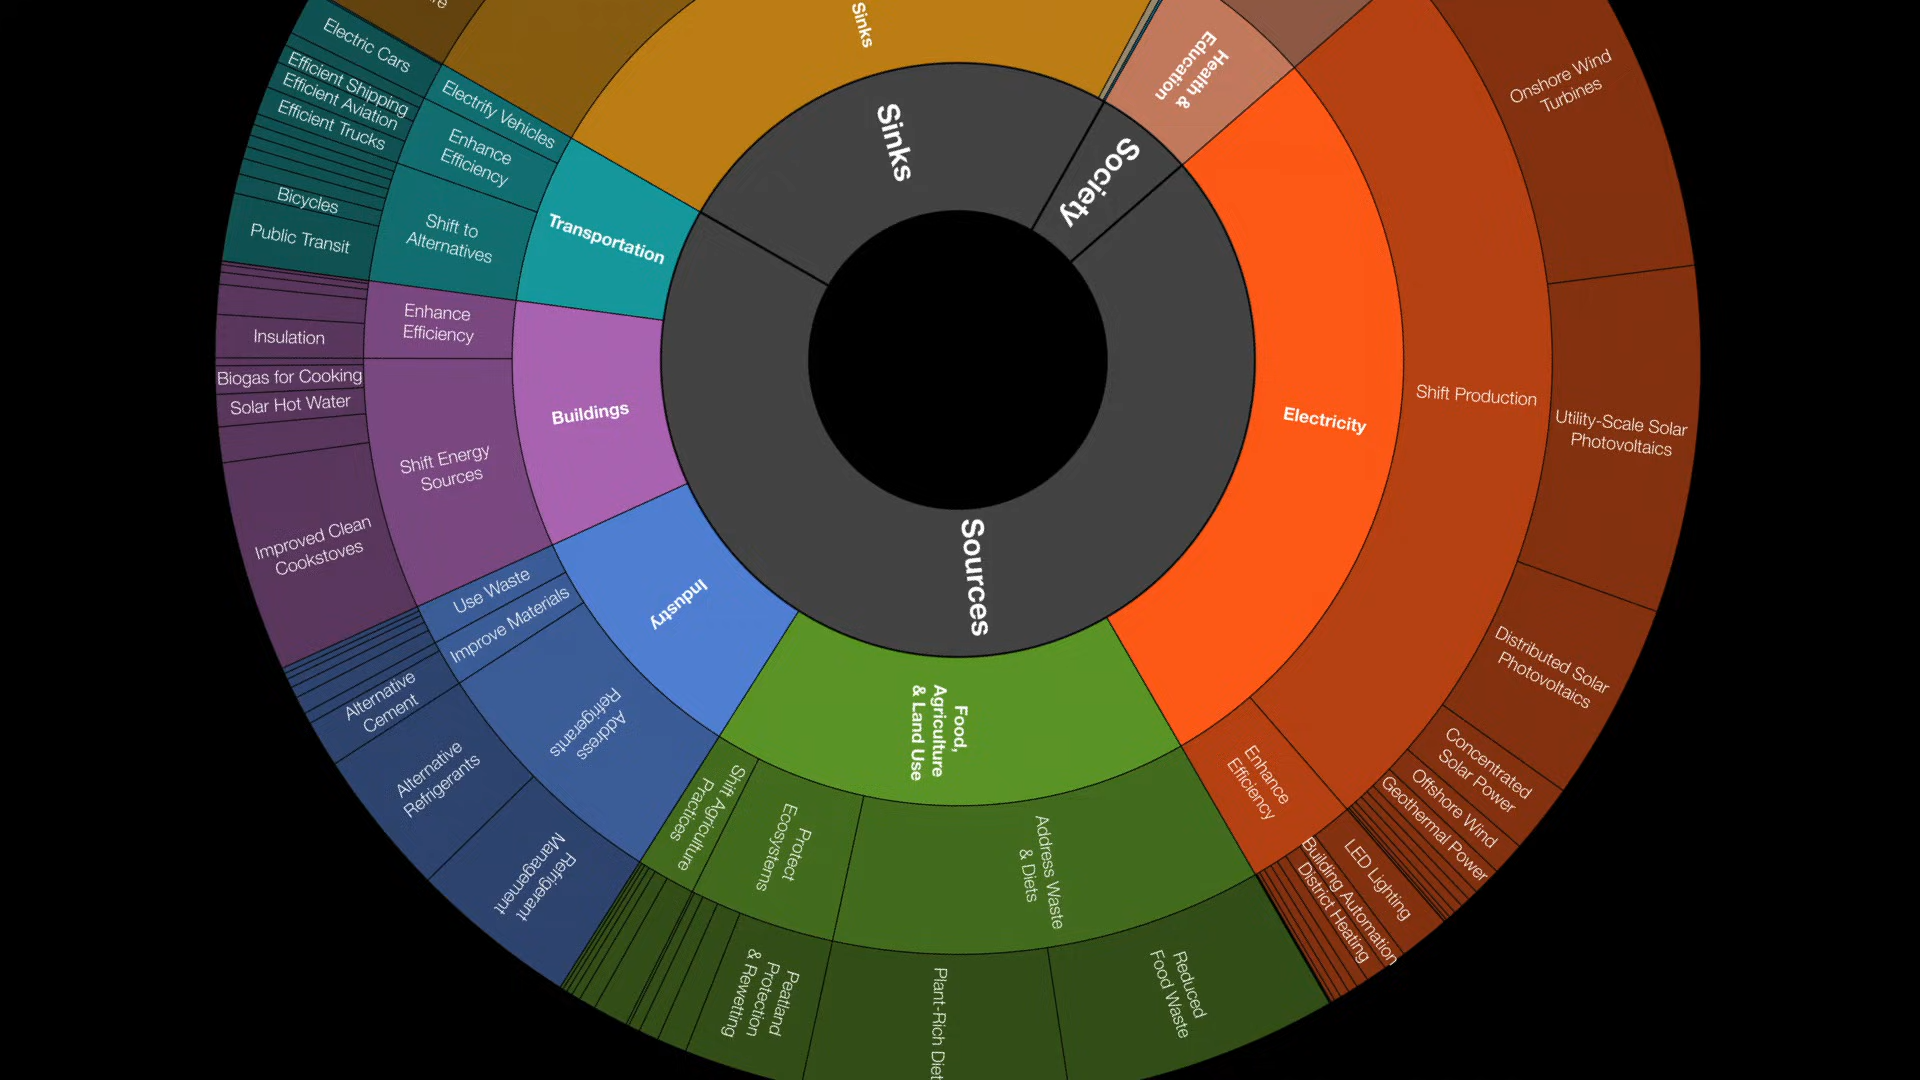 Sinks
Sinks
Society
Health &
Education
Sources
Electricity
Shift Production
Onshore Wind
Turbines
Utility-Scale Solar
Photovoltaics
Distributed Solar
Photovoltaics
Concentrated
Solar Power
Offshore Wind
Geothermal Power
Enhance
Efficiency
LED Lighting
Building Automation
District Heating
Food,
Agriculture
& Land Use
Address Waste
& Diets
Reduced
Food Waste
Plant-Rich Diet
Protect
Ecosystems
Peatland
Protection
& Rewetting
Shift Agriculture
Practices
Industry
Address
Refrigerants
Refrigerant
Management
Alternative
Refrigerants
Improve Materials
Alternative
Cement
Use Waste
Buildings
Shift Energy
Sources
Improved Clean
Cookstoves
Solar Hot Water
Biogas for Cooking
Enhance
Efficiency
Insulation
Transportation
Shift to
Alternatives
Public Transit
Bicycles
Enhance
Efficiency
Efficient Trucks
Efficient Aviation
Efficient Shipping
Electrify Vehicles
Electric Cars